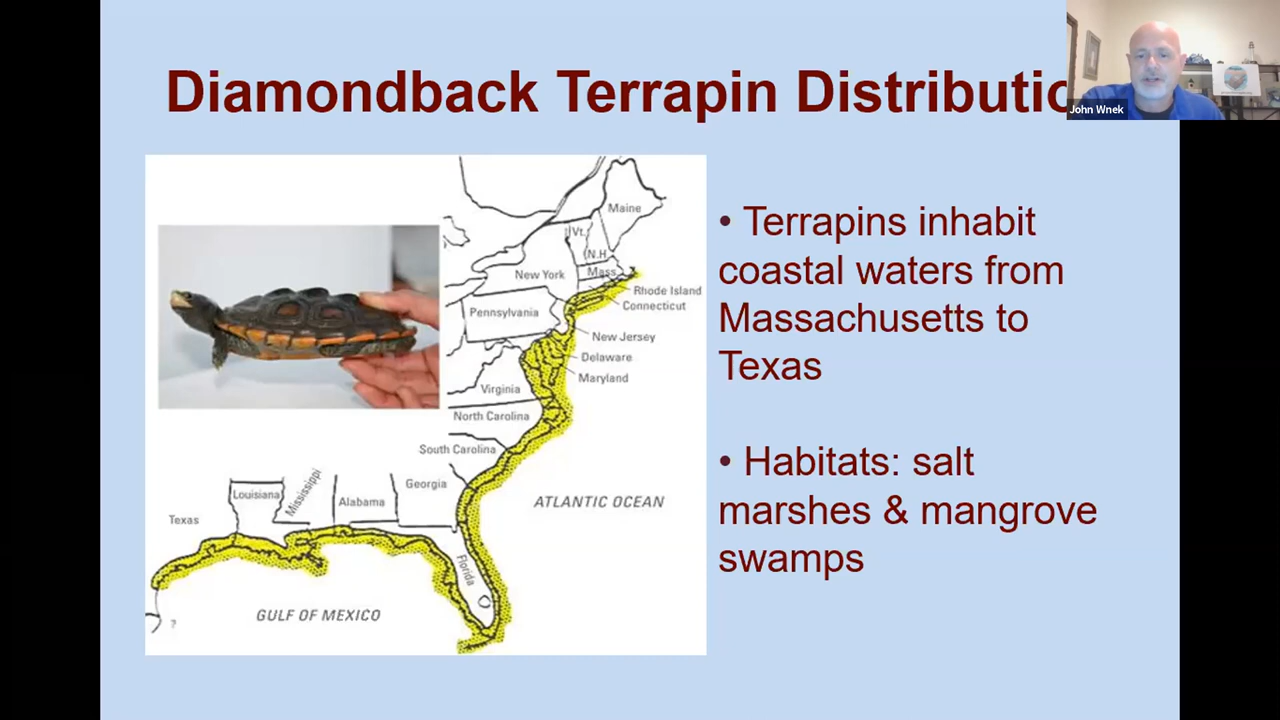 Diamondback Terrapin Distributio
John Wnek
• Terrapins inhabit
coastal waters from
Massachusetts to
Texas
• Habitats: salt
marshes & mangrove
swamps
Maine
Vt.
N.H
Mass.
New York
Rhode Island
Connecticut
Pennsylvania
New Jersey
Delaware
Maryland
Virginia
North Carolina
South Carolina
Georgia
Alabama
Mississippi
Louisiana
Texas
Florida
ATLANTIC OCEAN
GULF OF MEXICO
?